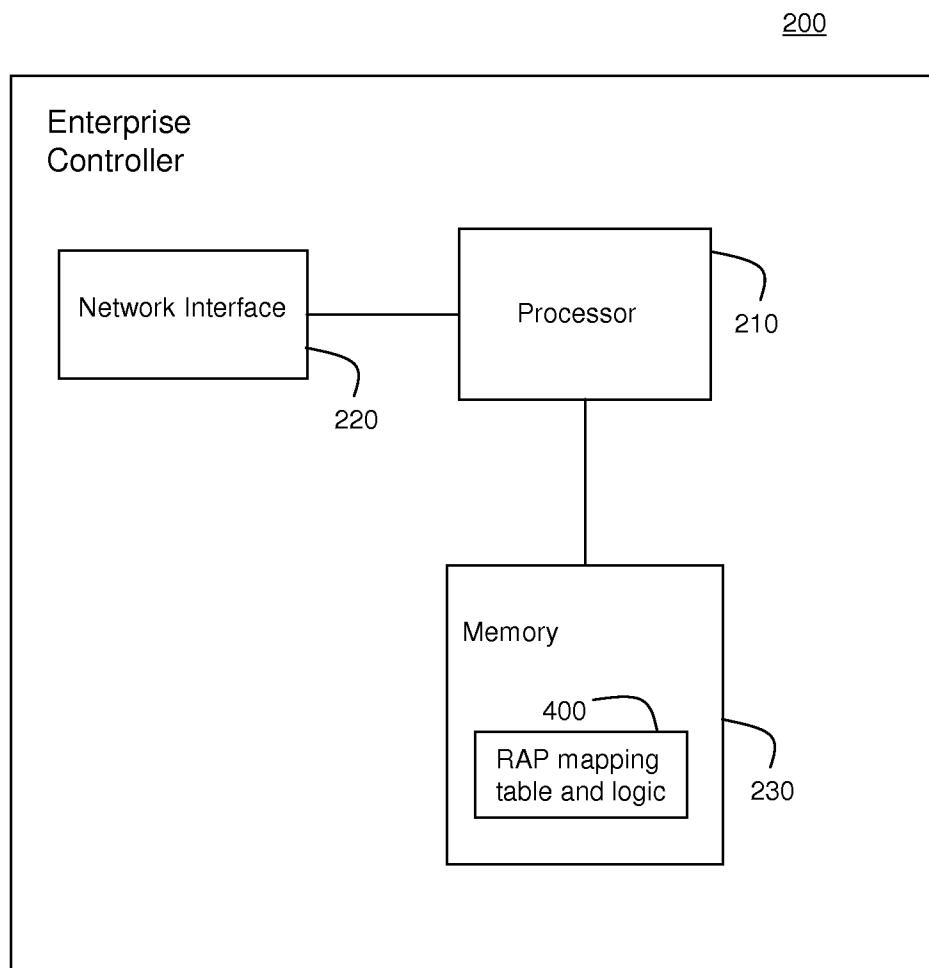 200
Enterprise
Controller
Network Interface
Processor
210
220
Memory
400
RAP mapping
table and logic
230